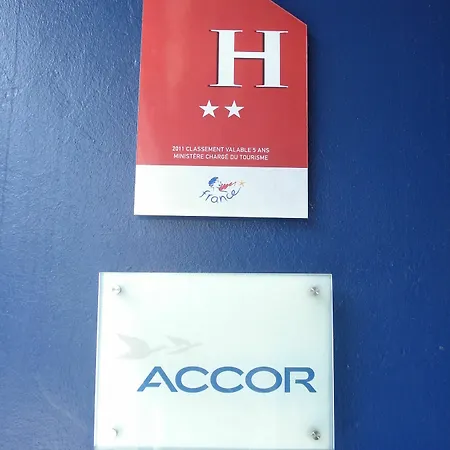 H
★★
2011 CLASSEMENT VALABLE 5 ANS
MINISTÈRE CHARGÉ DU TOURISME
france
ACCOR